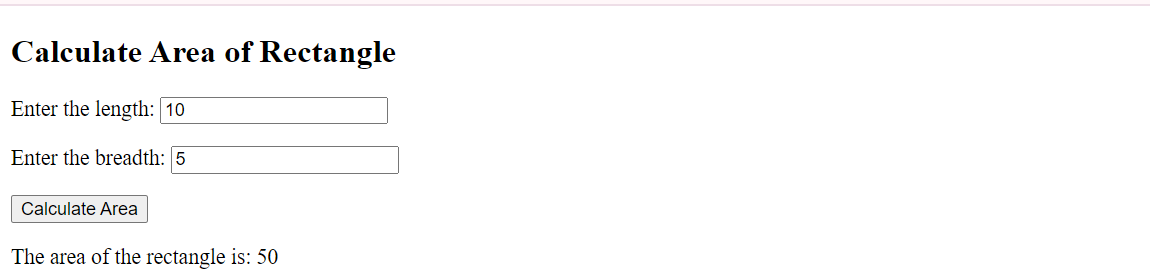 Calculate Area of Rectangle
Enter the length: 10
Enter the breadth: 5
Calculate Area
The area of the rectangle is: 50